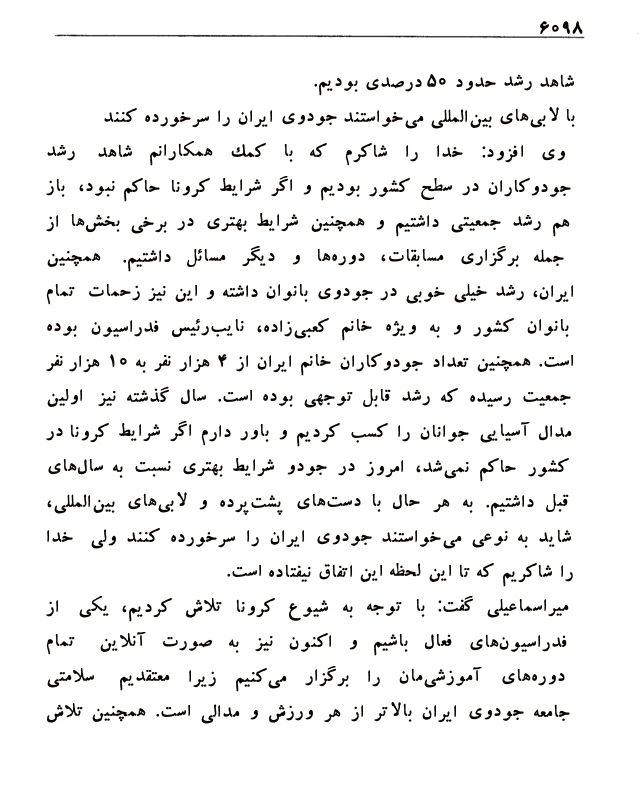 ۶۰۹۸
شاهد رشد حدود ۵۰ درصدی بودیم.
با لابی‌های بین‌المللی می‌خواستند جودوی ایران را سرخورده کنند
وی افزود: خدا را شاکرم که با کمك همکارانم شاهد رشد
جودوکاران در سطح کشور بودیم و اگر شرایط کرونا حاکم نبود، باز
هم رشد جمعیتی داشتیم و همچنین شرایط بهتری در برخی بخش‌ها از
جمله برگزاری مسابقات، دوره‌ها و دیگر مسائل داشتیم. همچنین
ایران، رشد خیلی خوبی در جودوی بانوان داشته و این نیز زحمات تمام
بانوان کشور و به ویژه خانم کعبی‌زاده، نایب‌رئیس فدراسیون بوده
است. همچنین تعداد جودوکاران خانم ایران از ۴ هزار نفر به ۱۰ هزار نفر
جمعیت رسیده که رشد قابل توجهی بوده است. سال گذشته نیز اولین
مدال آسیایی جوانان را کسب کردیم و باور دارم اگر شرایط کرونا در
کشور حاکم نمی‌شد، امروز در جودو شرایط بهتری نسبت به سال‌های
قبل داشتیم. به هر حال با دست‌های پشت‌پرده و لابی‌های بین‌المللی،
شاید به نوعی می‌خواستند جودوی ایران را سرخورده کنند ولی خدا
را شاکریم که تا این لحظه این اتفاق نیفتاده است.
میراسماعیلی گفت: با توجه به شیوع کرونا تلاش کردیم، یکی از
فدراسیون‌های فعال باشیم و اکنون نیز به صورت آنلاین تمام
دوره‌های آموزشی‌مان را برگزار می‌کنیم زیرا معتقدیم سلامتی
جامعه جودوی ایران بالاتر از هر ورزش و مدالی است. همچنین تلاش